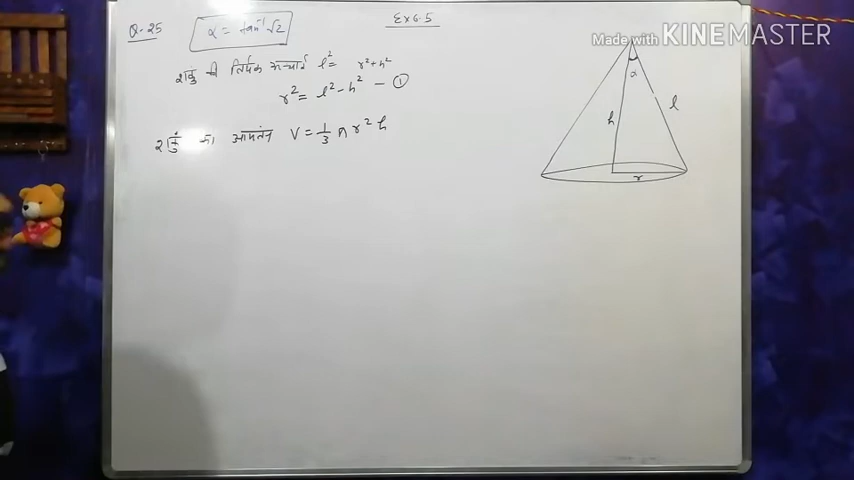 Ex 6.5
Made with KINEMASTER
Q.25 α = tan⁻¹ √2
शंकु की तिर्यक ऊंचाई l² = r² + h²
r² = l² - h² — ①
शंकु का आयतन V = 1/3 π r² h
α
l
h
r